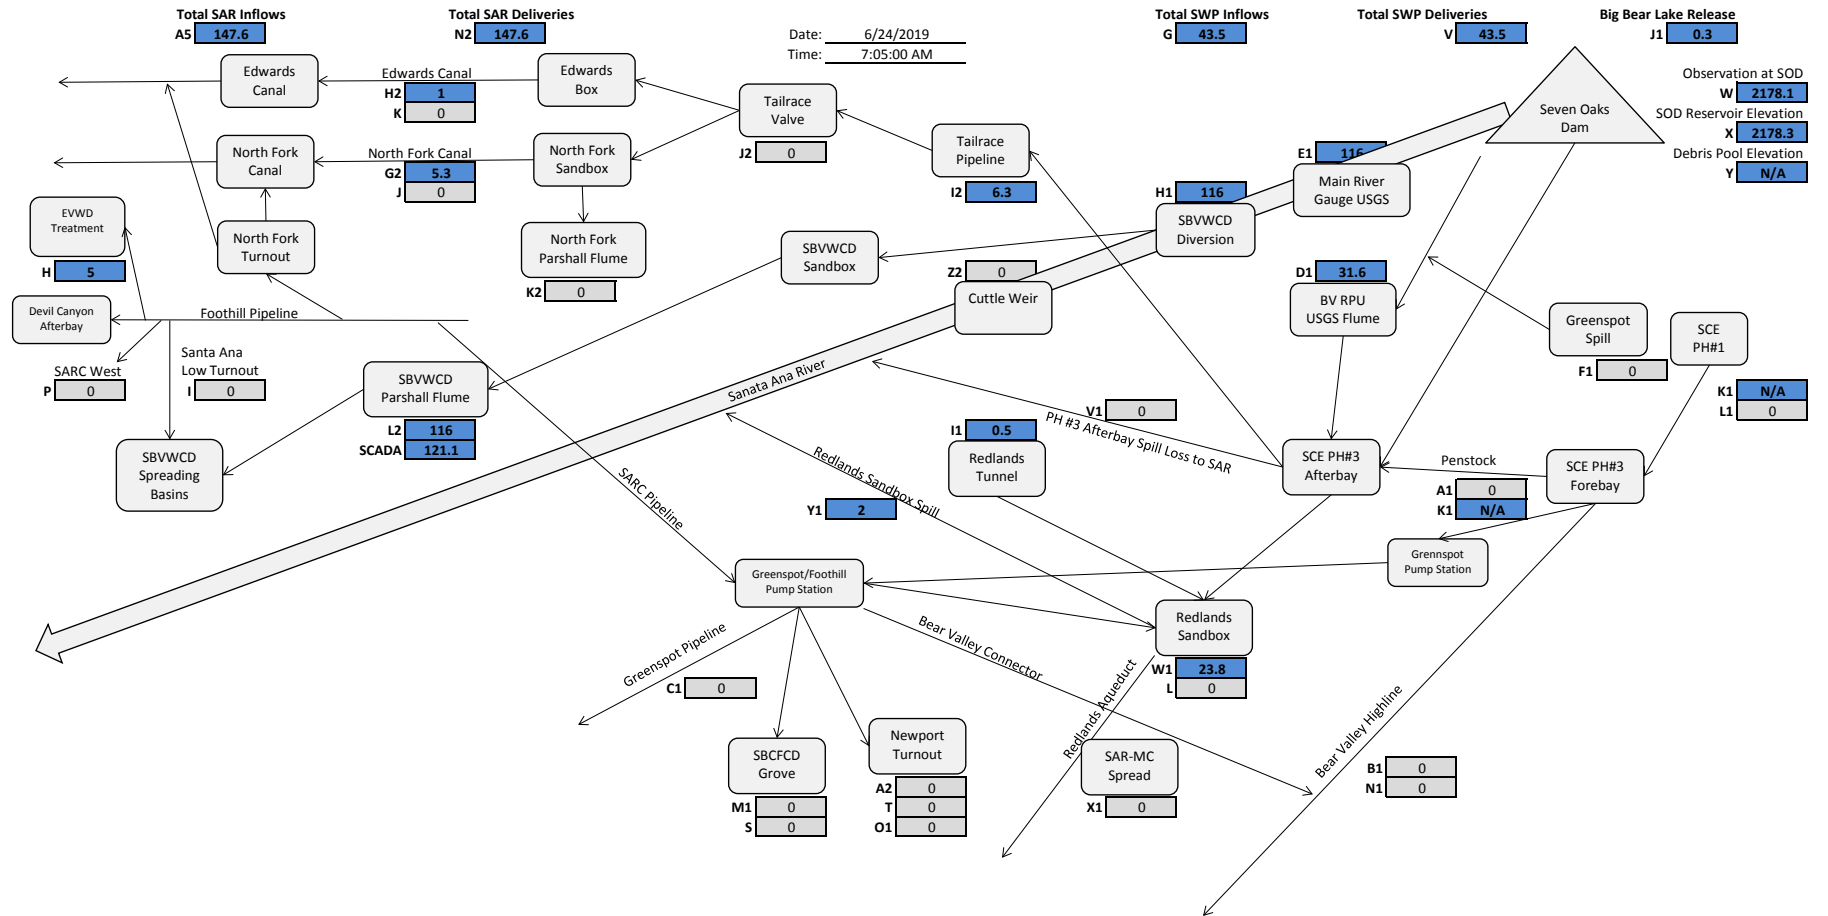 Total SAR Inflows
A5 147.6
Total SAR Deliveries
N2 147.6
Date: 6/24/2019
Time: 7:05:00 AM
Total SWP Inflows
G 43.5
Total SWP Deliveries
V 43.5
Big Bear Lake Release
J1 0.3
Observation at SOD
W 2178.1
SOD Reservoir Elevation
X 2178.3
Debris Pool Elevation
Y N/A
Seven Oaks
Dam
Edwards
Canal
Edwards Canal
H2 1
K 0
Edwards
Box
Tailrace
Valve
J2 0
Tailrace
Pipeline
I2 6.3
E1 116
Main River
Gauge USGS
H1 116
SBVWCD
Diversion
North Fork
Canal
North Fork Canal
G2 5.3
J 0
North Fork
Sandbox
EVWD
Treatment
H 5
North Fork
Turnout
North Fork
Parshall Flume
K2 0
SBVWCD
Sandbox
Z2 0
Cuttle Weir
D1 31.6
BV RPU
USGS Flume
Greenspot
Spill
F1 0
SCE
PH#1
K1 N/A
L1 0
Devil Canyon
Afterbay
Foothill Pipeline
SARC West
P 0
Santa Ana
Low Turnout
I 0
SBVWCD
Parshall Flume
L2 116
SCADA 121.1
SBVWCD
Spreading
Basins
Sanata Ana River
V1 0
PH #3 Afterbay Spill Loss to SAR
I1 0.5
Redlands
Tunnel
Redlands Sandbox Spill
Y1 2
SARC Pipeline
SCE PH#3
Afterbay
Penstock
A1 0
K1 N/A
SCE PH#3
Forebay
Grennspot
Pump Station
Greenspot/Foothill
Pump Station
Redlands
Sandbox
W1 23.8
L 0
Greenspot Pipeline
C1 0
Bear Valley Connector
Redlands Aqueduct
Bear Valley Highline
SBCFCD
Grove
M1 0
S 0
Newport
Turnout
A2 0
T 0
O1 0
SAR-MC
Spread
X1 0
B1 0
N1 0